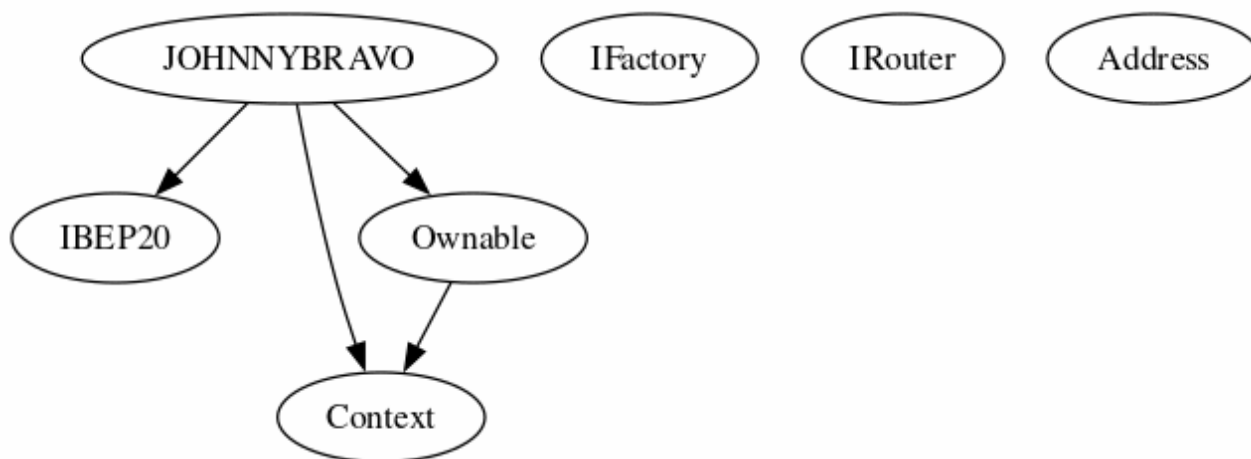 JOHNNYBRAVO
IFactory
IRouter
Address
IBEP20
Ownable
Context